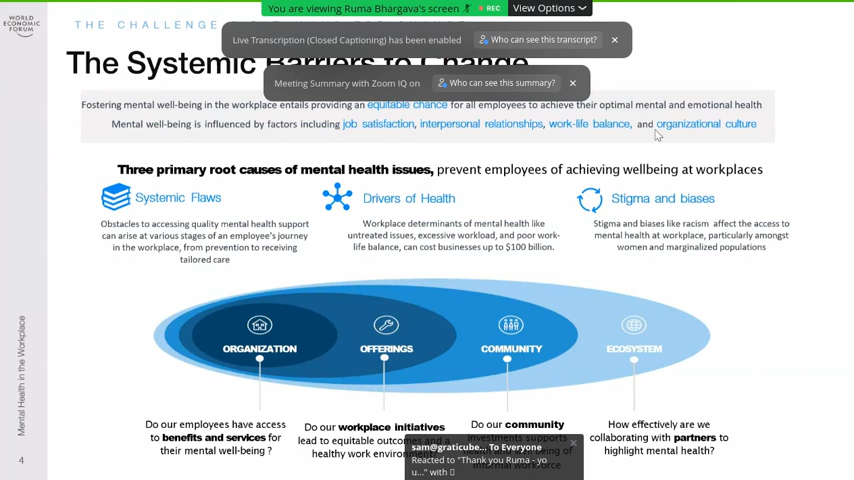 You are viewing Ruma Bhargava's screen
REC
View Options
WORLD
ECONOMIC
FORUM
THE CHALLENGE
Live Transcription (Closed Captioning) has been enabled
Who can see this transcript?
The Systemic Barriers to Change
Meeting Summary with Zoom IQ on
Who can see this summary?
Fostering mental well-being in the workplace entails providing an equitable chance for all employees to achieve their optimal mental and emotional health
Mental well-being is influenced by factors including job satisfaction, interpersonal relationships, work-life balance, and organizational culture
Three primary root causes of mental health issues, prevent employees of achieving wellbeing at workplaces
Systemic Flaws
Obstacles to accessing quality mental health support
can arise at various stages of an employee's journey
in the workplace, from prevention to receiving
tailored care
Drivers of Health
Workplace determinants of mental health like
untreated issues, excessive workload, and poor work-
life balance, can cost businesses up to $100 billion.
Stigma and biases
Stigma and biases like racism affect the access to
mental health at workplace, particularly amongst
women and marginalized populations
ORGANIZATION
OFFERINGS
COMMUNITY
ECOSYSTEM
Do our employees have access
to benefits and services for
their mental well-being ?
Do our workplace initiatives
lead to equitable outcomes and a
healthy work environment?
Do our community
investments supports
health and well being of
informal workforce
How effectively are we
collaborating with partners to
highlight mental health?
sam@graticube... To Everyone
Reacted to "Thank you Ruma - yo
u..." with
Mental Health in the Workplace
4